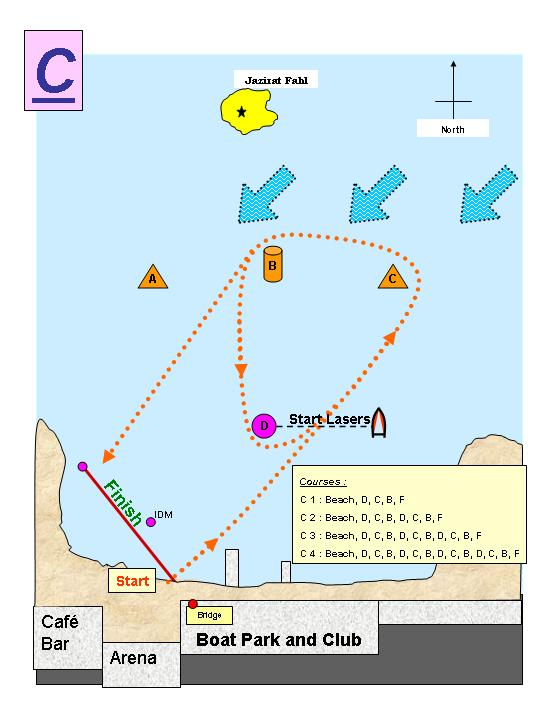 C
Jazirat Fahl
North
A
B
C
D
Start Lasers
Finish
IDM
Courses :
C 1 : Beach, D, C, B, F
C 2 : Beach, D, C, B, D, C, B, F
C 3 : Beach, D, C, B, D, C, B, D, C, B, F
C 4 : Beach, D, C, B, D, C, B, D, C, B, D, C, B, F
Start
Bridge
Café
Bar
Arena
Boat Park and Club